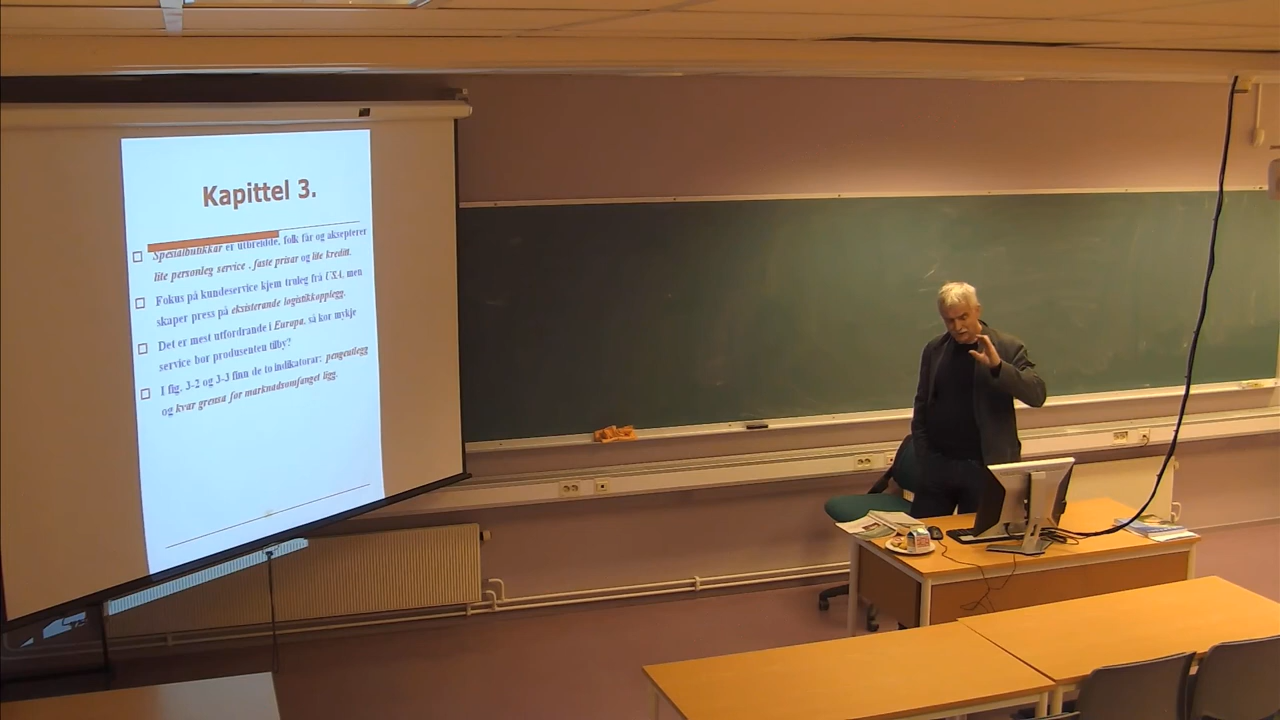 Kapittel 3.
Spesialbutikkar er utbreidde, folk får og aksepterer
lite personleg service , faste prisar og lite kreditt.
Fokus på kundeservice kjem truleg frå USA, men
skaper press på eksisterande logistikkopplegg.
Det er mest utfordrande i Europa, så kor mykje
service bør produsenten tilby?
I fig. 3-2 og 3-3 finn de to indikatorar: pengeutlegg
og kvar grensa for marknadsomfanget ligg.